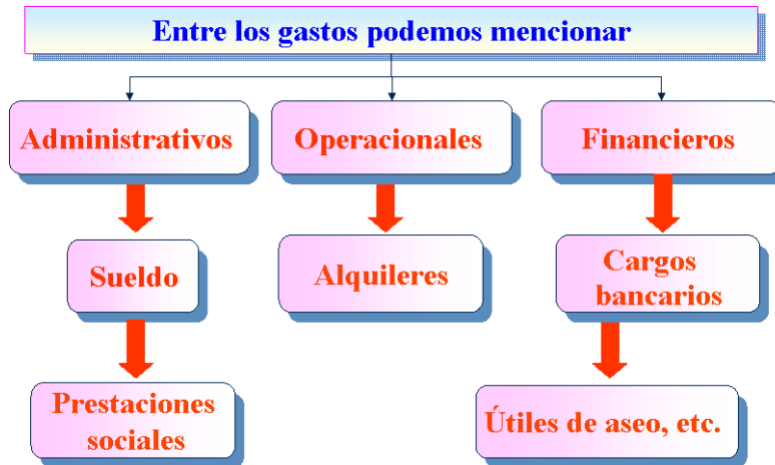 Entre los gastos podemos mencionar
Administrativos
Operacionales
Financieros
Sueldo
Alquileres
Cargos
bancarios
Prestaciones
sociales
Útiles de aseo, etc.